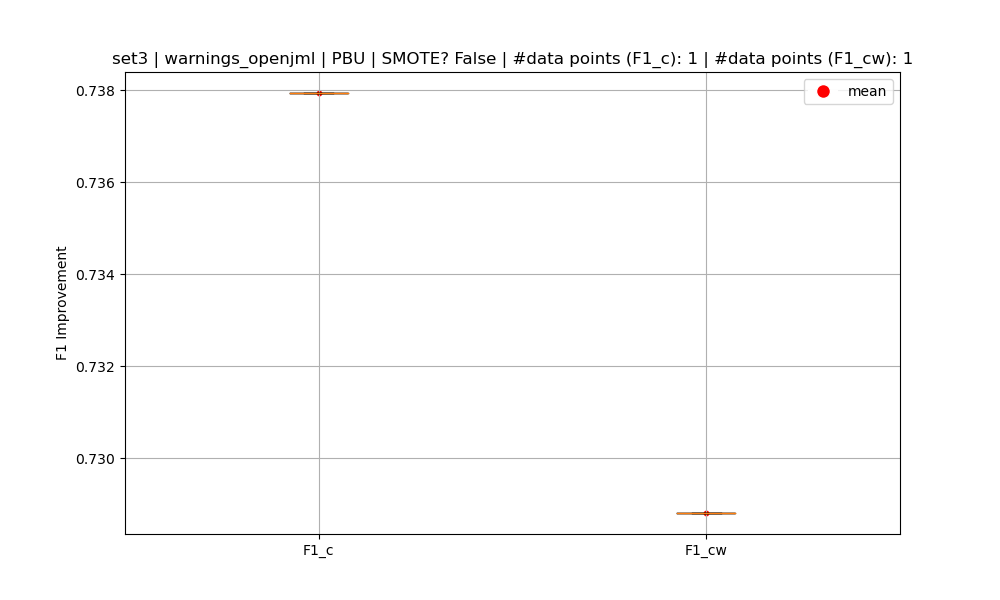 set3 | warnings_openjml | PBU | SMOTE? False | #data points (F1_c): 1 | #data points (F1_cw): 1
mean
0.738
0.736
0.734
0.732
0.730
F1 Improvement
F1_c
F1_cw